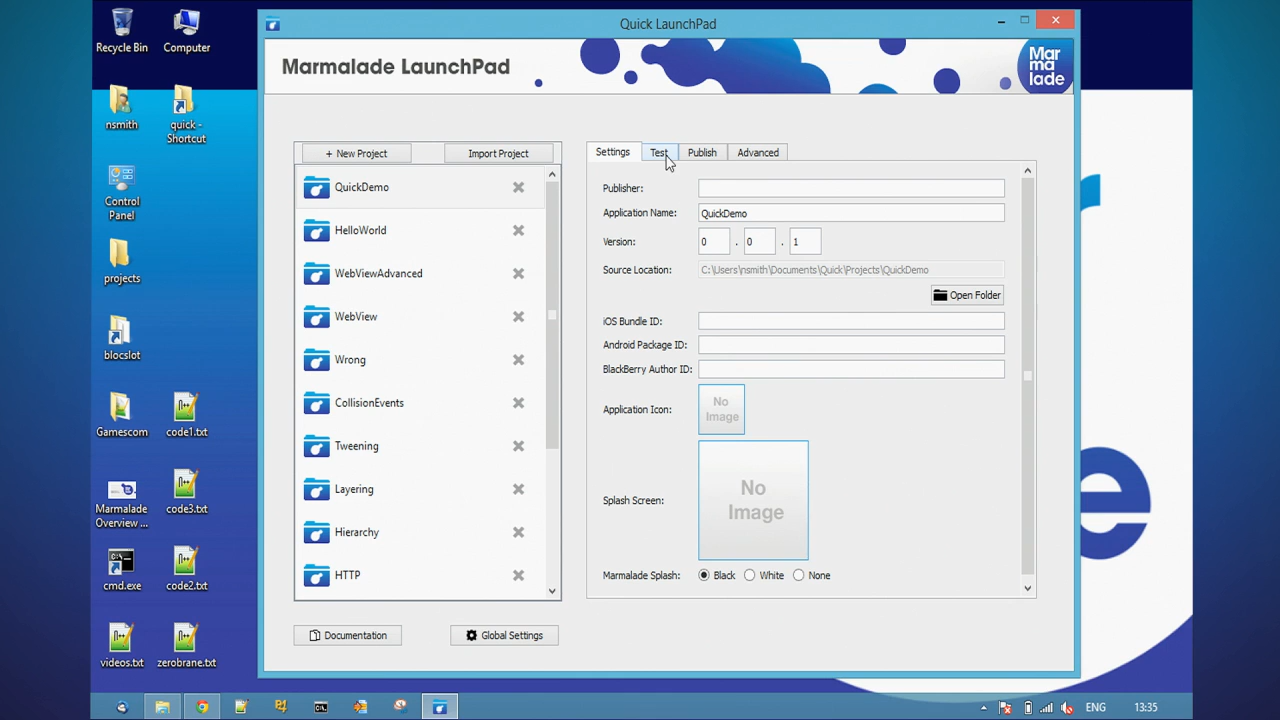 Quick LaunchPad
Marmalade LaunchPad
Mar
ma
lade
Recycle Bin
Computer
nsmith
quick -
Shortcut
Control
Panel
projects
blocslot
Gamescom
code1.txt
Marmalade
Overview ...
code3.txt
cmd.exe
code2.txt
videos.txt
zerobrane.txt
+ New Project
Import Project
QuickDemo
HelloWorld
WebViewAdvanced
WebView
Wrong
CollisionEvents
Tweening
Layering
Hierarchy
HTTP
Documentation
Global Settings
Settings
Test
Publish
Advanced
Publisher:
Application Name: QuickDemo
Version: 0 . 0 . 1
Source Location: C:\Users\nsmith\Documents\Quick\Projects\QuickDemo
Open Folder
iOS Bundle ID:
Android Package ID:
BlackBerry Author ID:
Application Icon:
No
Image
Splash Screen:
No
Image
Marmalade Splash: Black White None
ENG
13:35